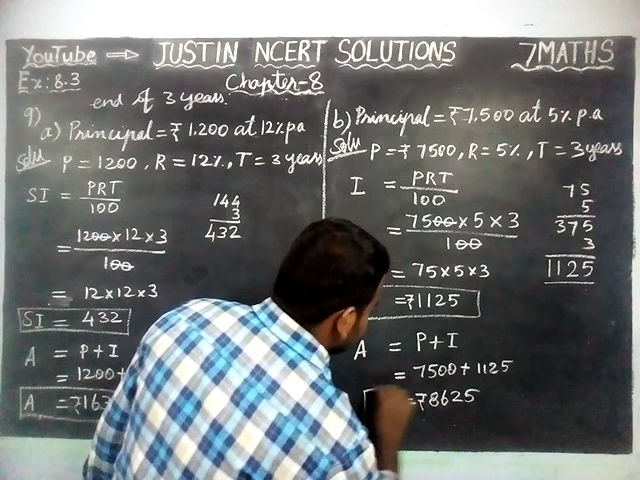 YouTube ⇒ JUSTIN NCERT SOLUTIONS 7MATHS
Ex: 8.3 Chapter-8
end of 3 years.
9)
a) Principal = ₹ 1,200 at 12% p.a
Solu P = 1200, R = 12%, T = 3 years
SI = PRT
100
144
3
432
= 1200 × 12 × 3
100
= 12 × 12 × 3
SI = 432
A = P + I
= 1200 +
A = ₹163
b) Principal = ₹ 7,500 at 5% p.a
Solu P = ₹ 7500, R = 5%, T = 3 years
I = PRT
100
75
5
375
3
1125
= 7500 × 5 × 3
100
= 75 × 5 × 3
= ₹1125
A = P + I
= 7500 + 1125
= ₹8625